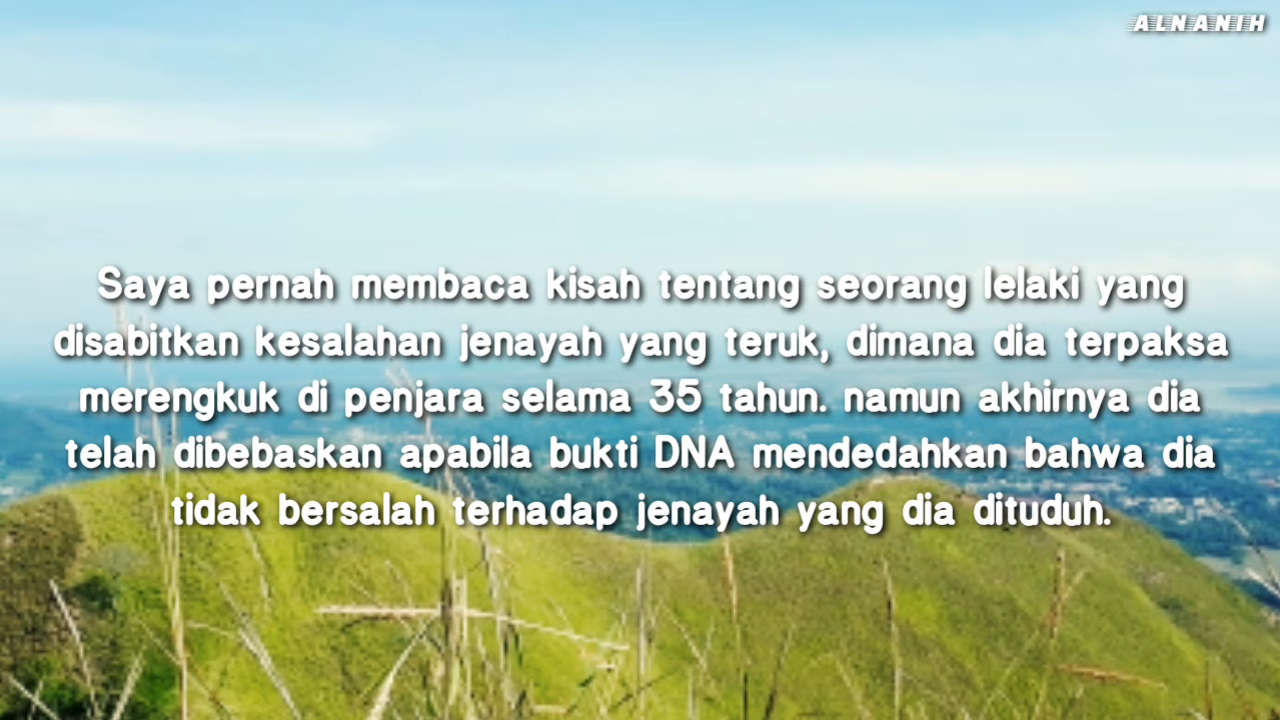 ALNANIH
Saya pernah membaca kisah tentang seorang lelaki yang
disabitkan kesalahan jenayah yang teruk, dimana dia terpaksa
merengkuk di penjara selama 35 tahun. namun akhirnya dia
telah dibebaskan apabila bukti DNA mendedahkan bahwa dia
tidak bersalah terhadap jenayah yang dia dituduh.